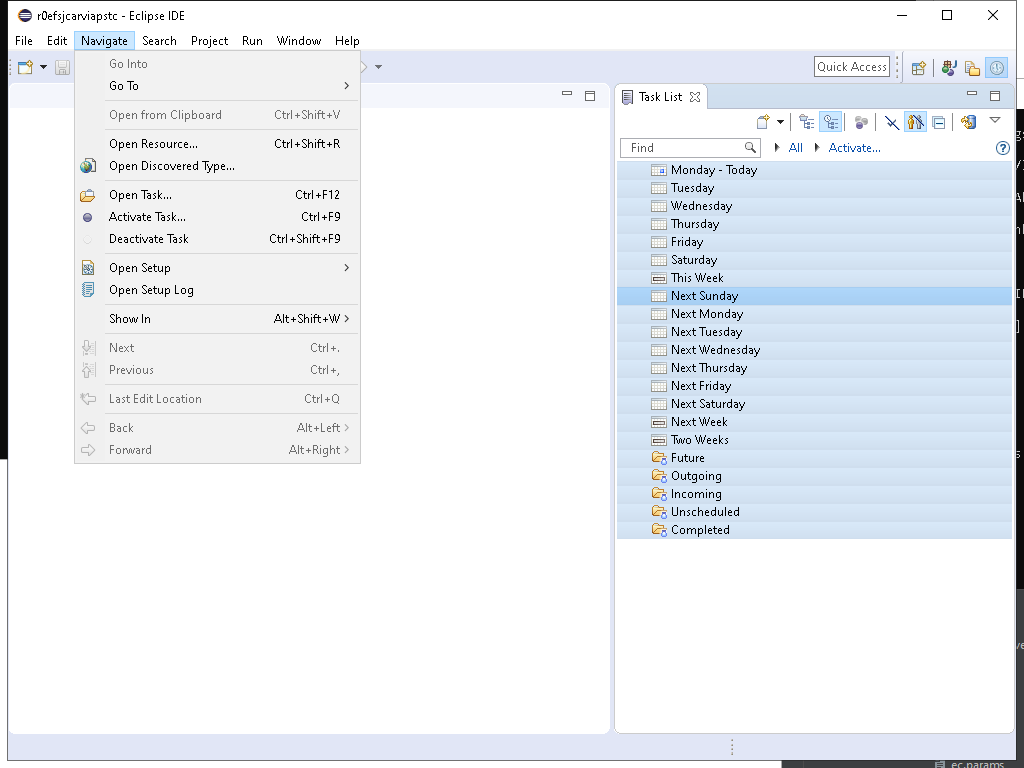 r0efsjcarviapstc - Eclipse IDE
File Edit Navigate Search Project Run Window Help
Quick Access
Go Into
Go To
Open from Clipboard Ctrl+Shift+V
Open Resource... Ctrl+Shift+R
Open Discovered Type...
Open Task... Ctrl+F12
Activate Task... Ctrl+F9
Deactivate Task Ctrl+Shift+F9
Open Setup
Open Setup Log
Show In Alt+Shift+W
Next Ctrl+.
Previous Ctrl+,
Last Edit Location Ctrl+Q
Back Alt+Left
Forward Alt+Right
Task List
Find All Activate...
Monday - Today
Tuesday
Wednesday
Thursday
Friday
Saturday
This Week
Next Sunday
Next Monday
Next Tuesday
Next Wednesday
Next Thursday
Next Friday
Next Saturday
Next Week
Two Weeks
Future
Outgoing
Incoming
Unscheduled
Completed
ec.params